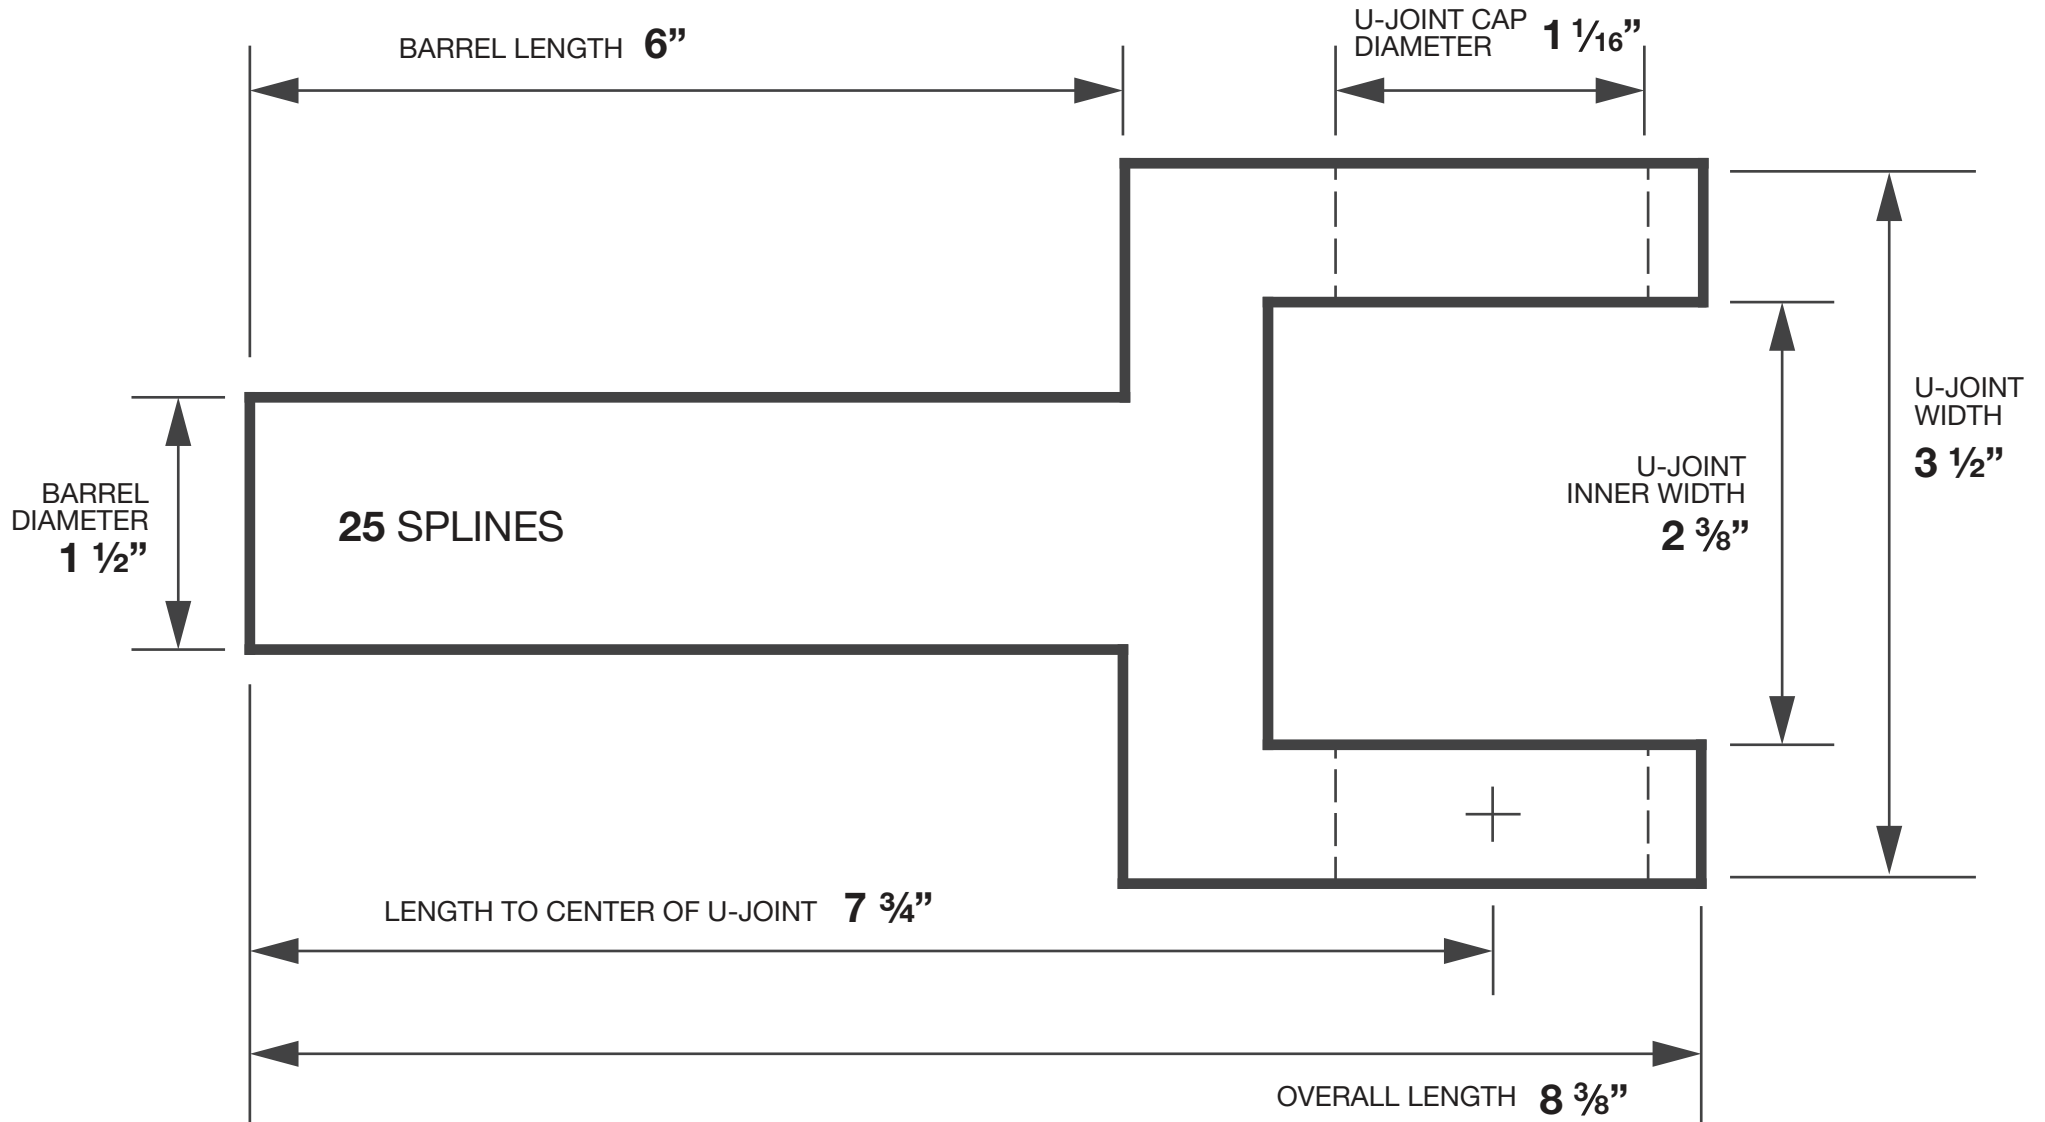 BARREL LENGTH 6”
U-JOINT CAP
DIAMETER 1 ¹⁄₁₆”
BARREL
DIAMETER
1 ½”
25 SPLINES
U-JOINT
INNER WIDTH
2 ⅜”
U-JOINT
WIDTH
3 ½”
LENGTH TO CENTER OF U-JOINT 7 ¾”
OVERALL LENGTH 8 ⅜”